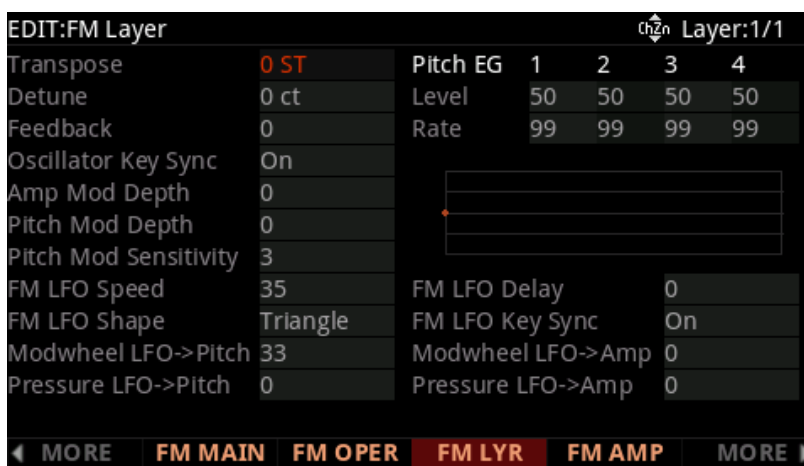 EDIT:FM Layer ChZn Layer:1/1
Transpose 0 ST Pitch EG 1 2 3 4
Detune 0 ct Level 50 50 50 50
Feedback 0 Rate 99 99 99 99
Oscillator Key Sync On
Amp Mod Depth 0
Pitch Mod Depth 0
Pitch Mod Sensitivity 3
FM LFO Speed 35 FM LFO Delay 0
FM LFO Shape Triangle FM LFO Key Sync On
Modwheel LFO->Pitch 33 Modwheel LFO->Amp 0
Pressure LFO->Pitch 0 Pressure LFO->Amp 0
MORE FM MAIN FM OPER FM LYR FM AMP MORE